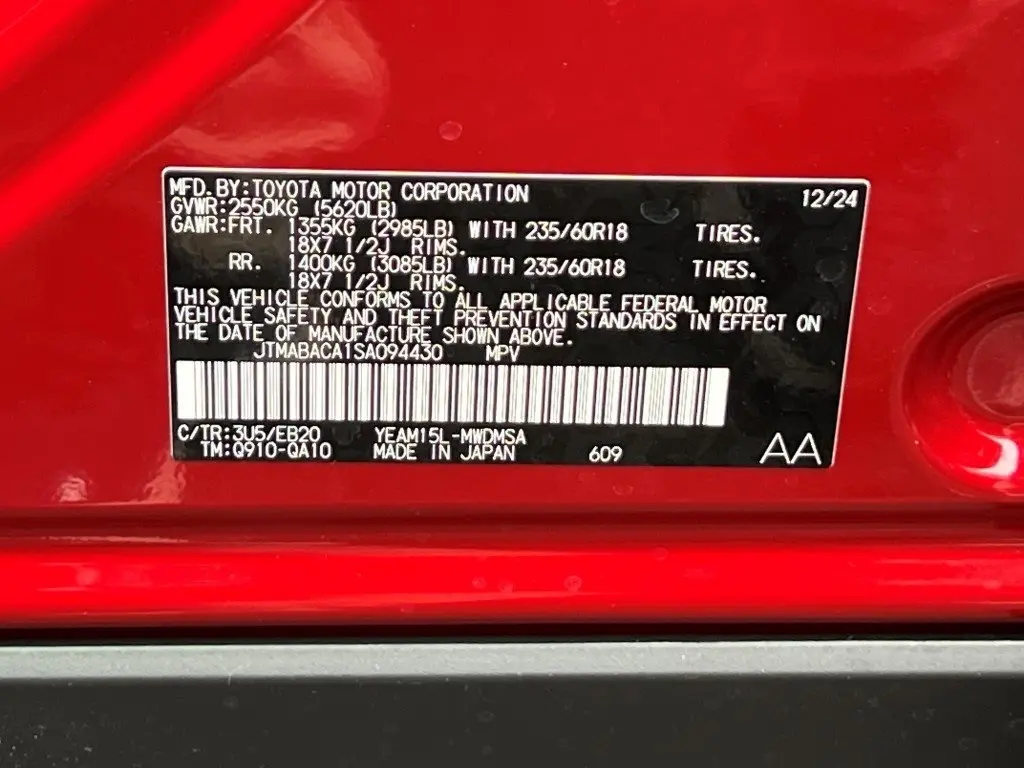 MFD.BY:TOYOTA MOTOR CORPORATION 12/24
GVWR:2550KG (5620LB)
GAWR:FRT. 1355KG (2985LB) WITH 235/60R18 TIRES.
18X7 1/2J RIMS.
RR. 1400KG (3085LB) WITH 235/60R18 TIRES.
18X7 1/2J RIMS.
THIS VEHICLE CONFORMS TO ALL APPLICABLE FEDERAL MOTOR
VEHICLE SAFETY AND THEFT PREVENTION STANDARDS IN EFFECT ON
THE DATE OF MANUFACTURE SHOWN ABOVE.
JTMABACA1SA094430 MPV
C/TR:3U5/EB20 YEAM15L-MWDMSA
TM:Q910-QA10 MADE IN JAPAN 609 AA